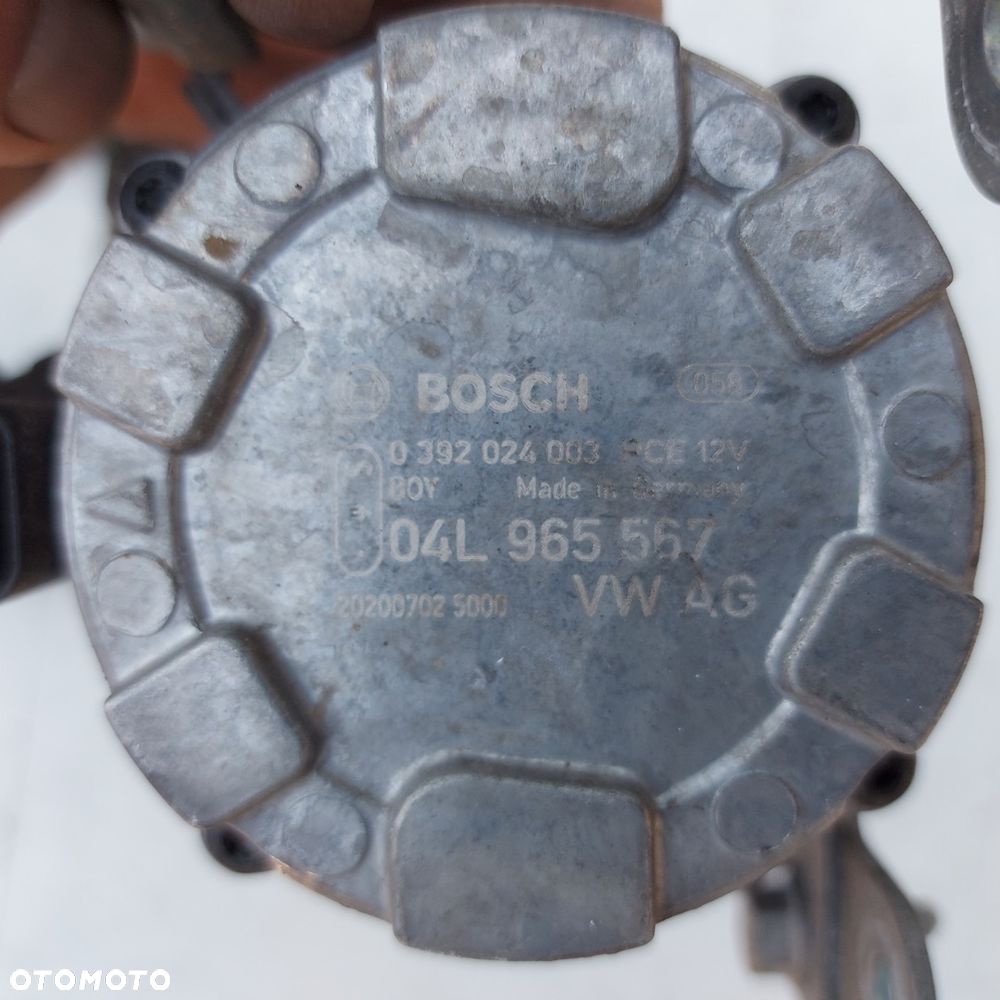 BOSCH 058
0 392 024 003 PCE 12V
BOY Made in Germany
04L 965 567
20200702 5000 VW AG
OTOMOTO